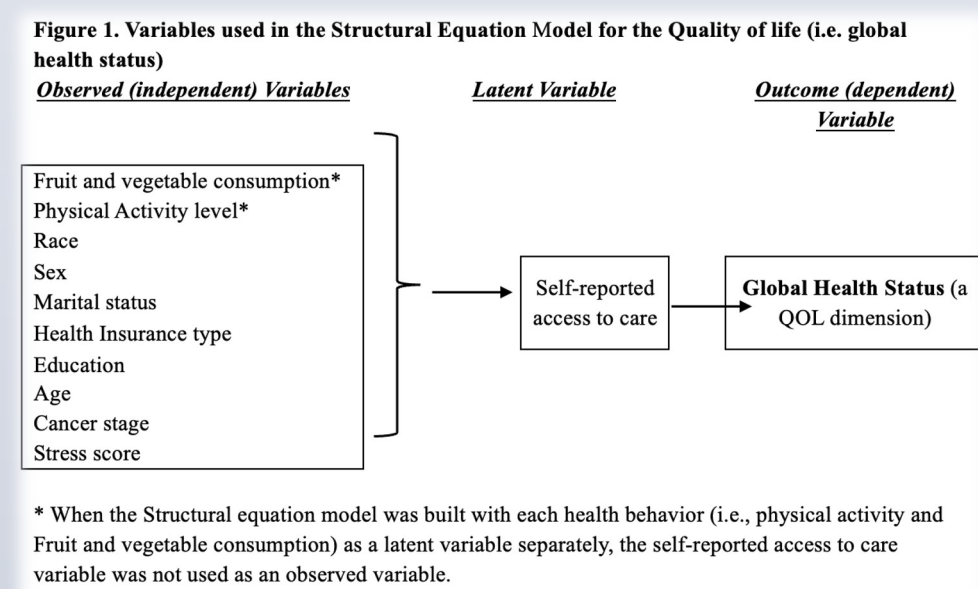 Figure 1. Variables used in the Structural Equation Model for the Quality of life (i.e. global
health status)
Observed (independent) Variables
Latent Variable
Outcome (dependent)
Variable
Fruit and vegetable consumption*
Physical Activity level*
Race
Sex
Marital status
Health Insurance type
Education
Age
Cancer stage
Stress score
Self-reported
access to care
Global Health Status (a
QOL dimension)
* When the Structural equation model was built with each health behavior (i.e., physical activity and
Fruit and vegetable consumption) as a latent variable separately, the self-reported access to care
variable was not used as an observed variable.